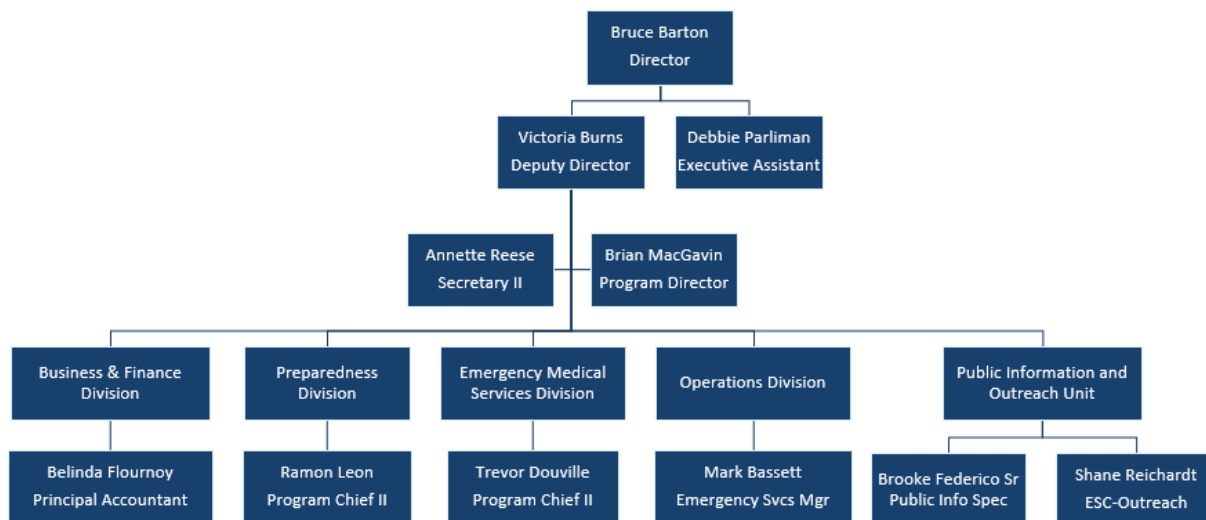 Bruce Barton
Director
Victoria Burns
Deputy Director
Debbie Parliman
Executive Assistant
Annette Reese
Secretary II
Brian MacGavin
Program Director
Business & Finance
Division
Preparedness
Division
Emergency Medical
Services Division
Operations Division
Public Information and
Outreach Unit
Belinda Flournoy
Principal Accountant
Ramon Leon
Program Chief II
Trevor Douville
Program Chief II
Mark Bassett
Emergency Svcs Mgr
Brooke Federico Sr
Public Info Spec
Shane Reichardt
ESC-Outreach